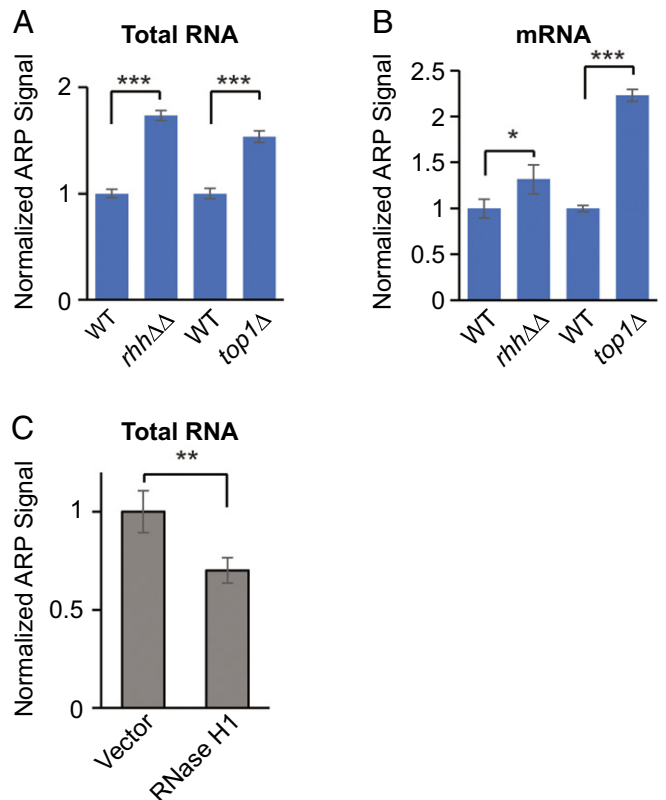 A
Total RNA
Normalized ARP Signal
2
1
0
***
***
WT
rhhΔΔ
WT
top1Δ
B
mRNA
Normalized ARP Signal
2.5
2
1.5
1
0.5
0
*
***
WT
rhhΔΔ
WT
top1Δ
C
Total RNA
Normalized ARP Signal
1
0.5
0
**
Vector
RNase H1